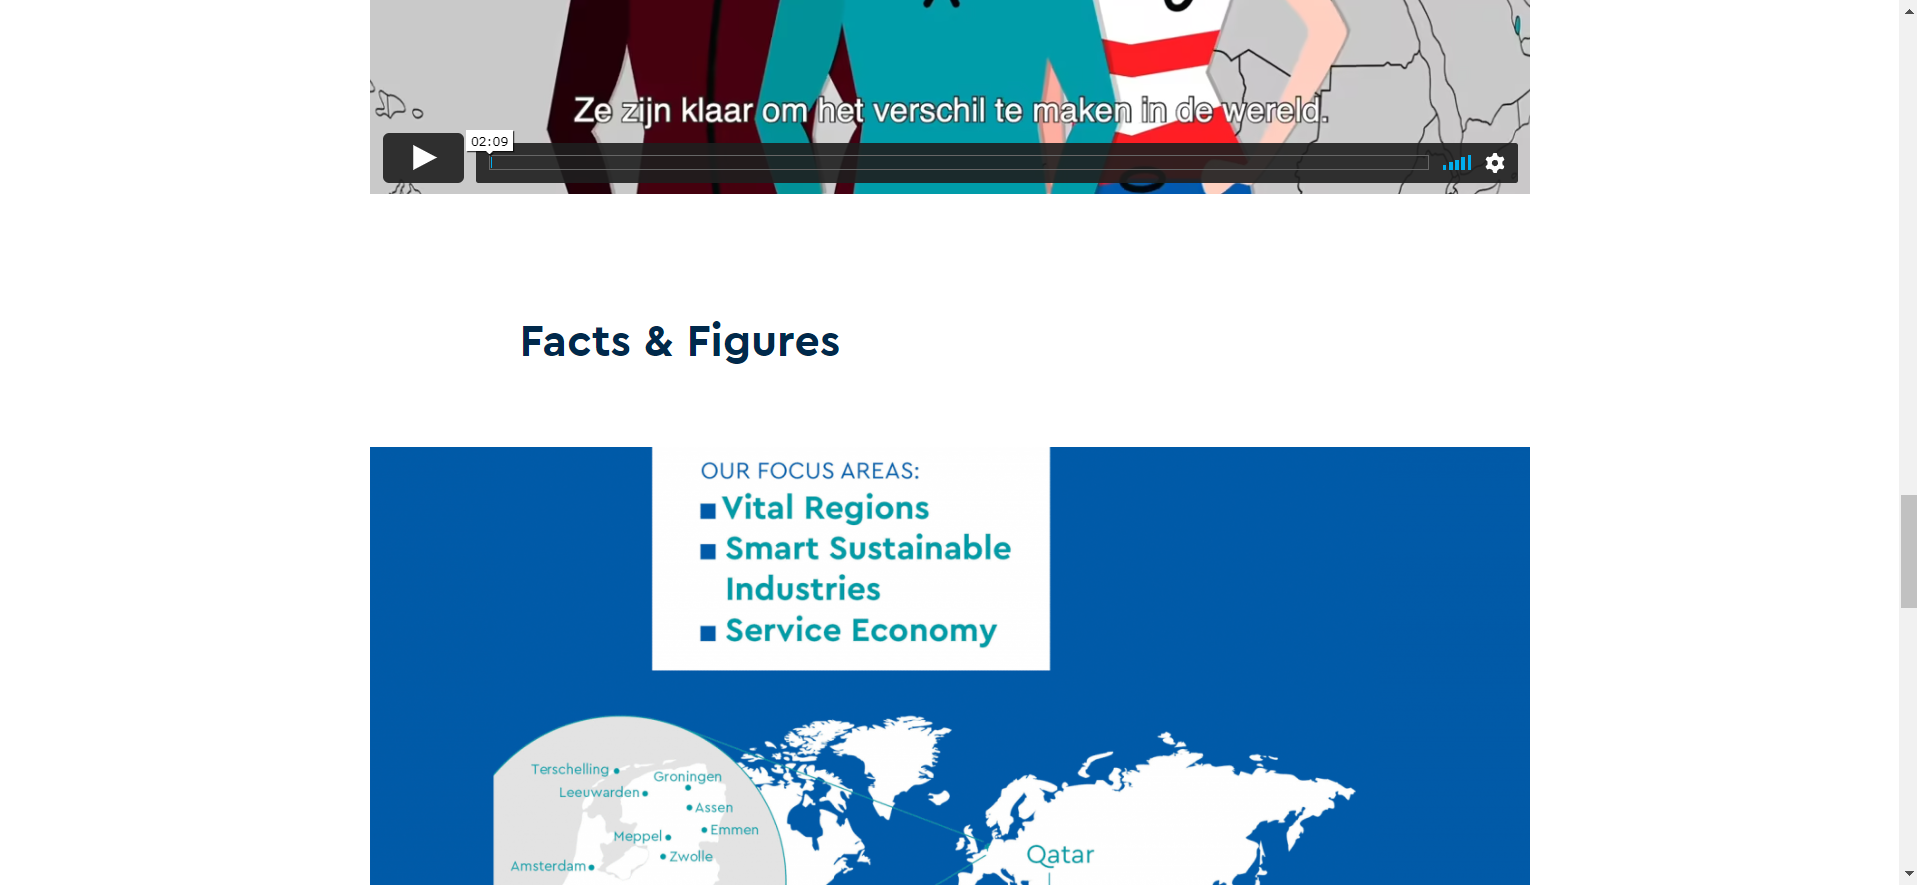 Ze zijn klaar om het verschil te maken in de wereld.
02:09
Facts & Figures
OUR FOCUS AREAS:
Vital Regions
Smart Sustainable
Industries
Service Economy
Terschelling
Groningen
Leeuwarden
Assen
Emmen
Meppel
Zwolle
Amsterdam
Qatar